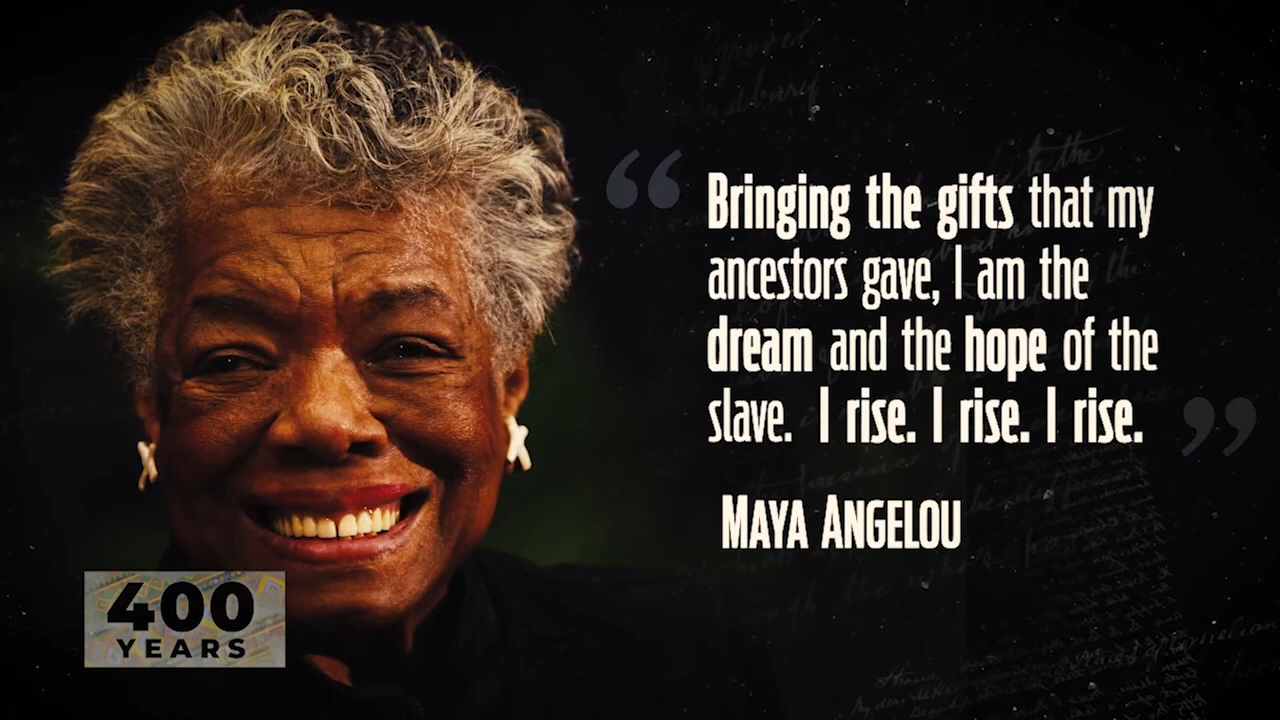 “Bringing the gifts that my
ancestors gave, I am the
dream and the hope of the
slave. I rise. I rise. I rise.”
MAYA ANGELOU
400
YEARS